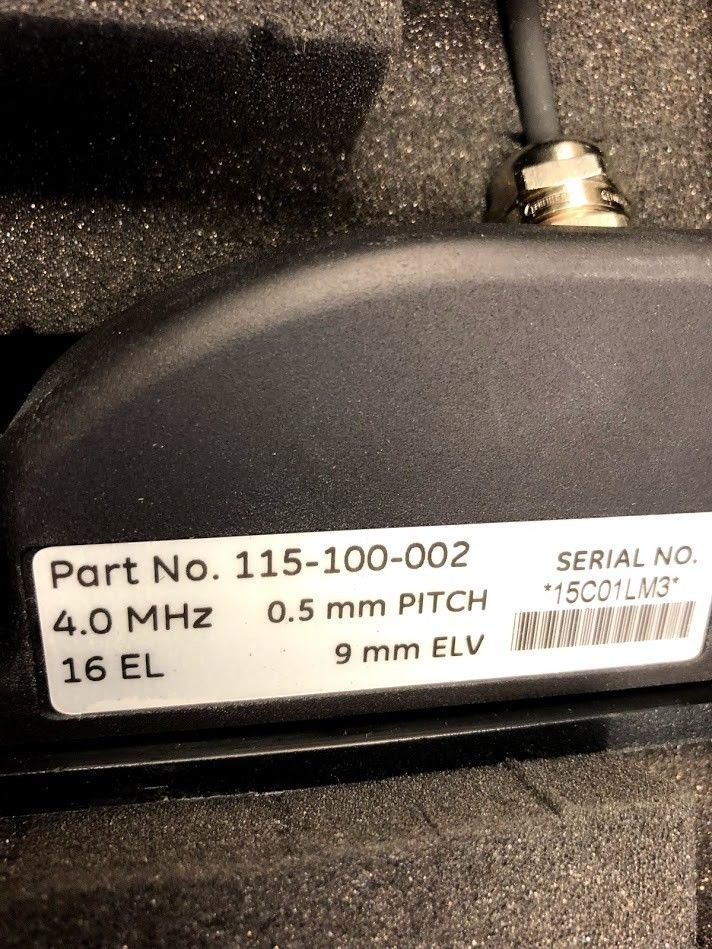 Part No. 115-100-002
4.0 MHz 0.5 mm PITCH
16 EL 9 mm ELV
SERIAL NO.
*15C01LM3*